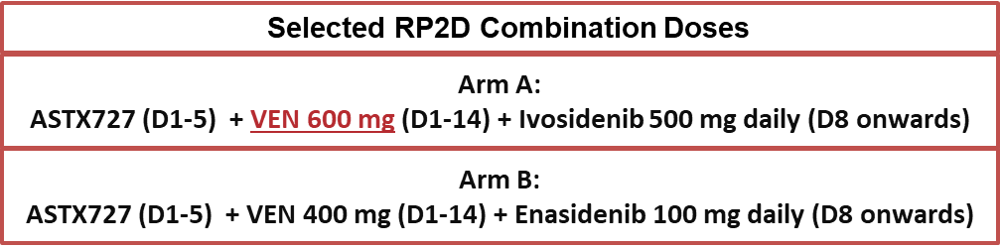 Selected RP2D Combination Doses
Arm A:
ASTX727 (D1-5)  + VEN 600 mg (D1-14) + Ivosidenib 500 mg daily (D8 onwards)
Arm B:
ASTX727 (D1-5)  + VEN 400 mg (D1-14) + Enasidenib 100 mg daily (D8 onwards)